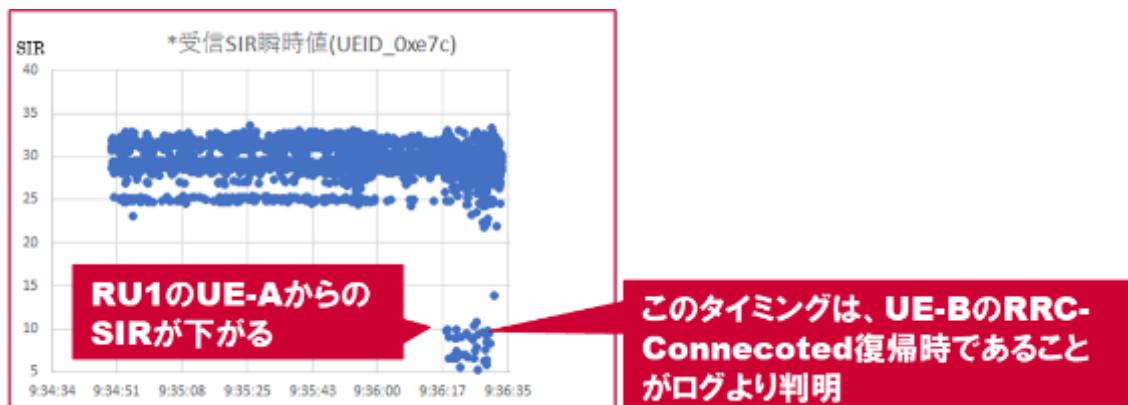 SIR
*受信SIR瞬時値(UEID_0xe7c)
40
35
30
25
20
15
10
5
9:34:34 9:34:51 9:35:08 9:35:25 9:35:43 9:36:00 9:36:17 9:36:35
RU1のUE-Aからの
SIRが下がる
このタイミングは、UE-BのRRC-
Connecoted復帰時であること
がログより判明